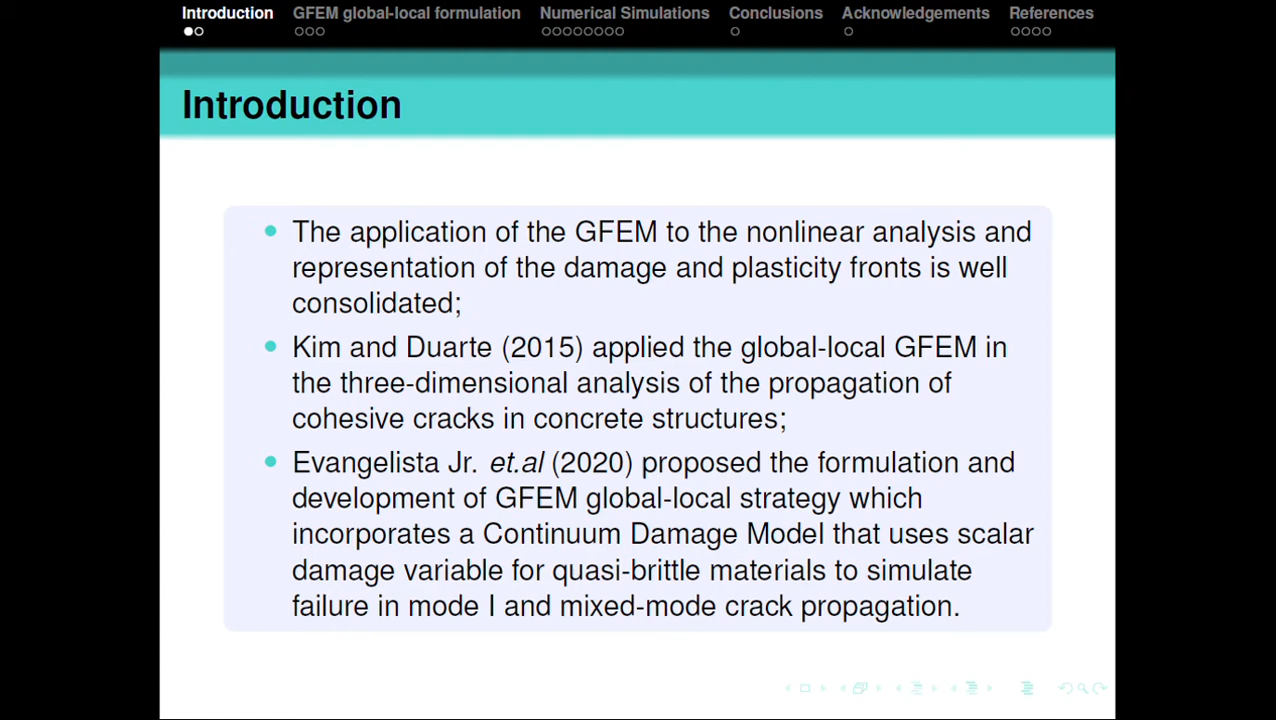 Introduction GFEM global-local formulation Numerical Simulations Conclusions Acknowledgements References
Introduction
The application of the GFEM to the nonlinear analysis and
representation of the damage and plasticity fronts is well
consolidated;
Kim and Duarte (2015) applied the global-local GFEM in
the three-dimensional analysis of the propagation of
cohesive cracks in concrete structures;
Evangelista Jr. et.al (2020) proposed the formulation and
development of GFEM global-local strategy which
incorporates a Continuum Damage Model that uses scalar
damage variable for quasi-brittle materials to simulate
failure in mode I and mixed-mode crack propagation.